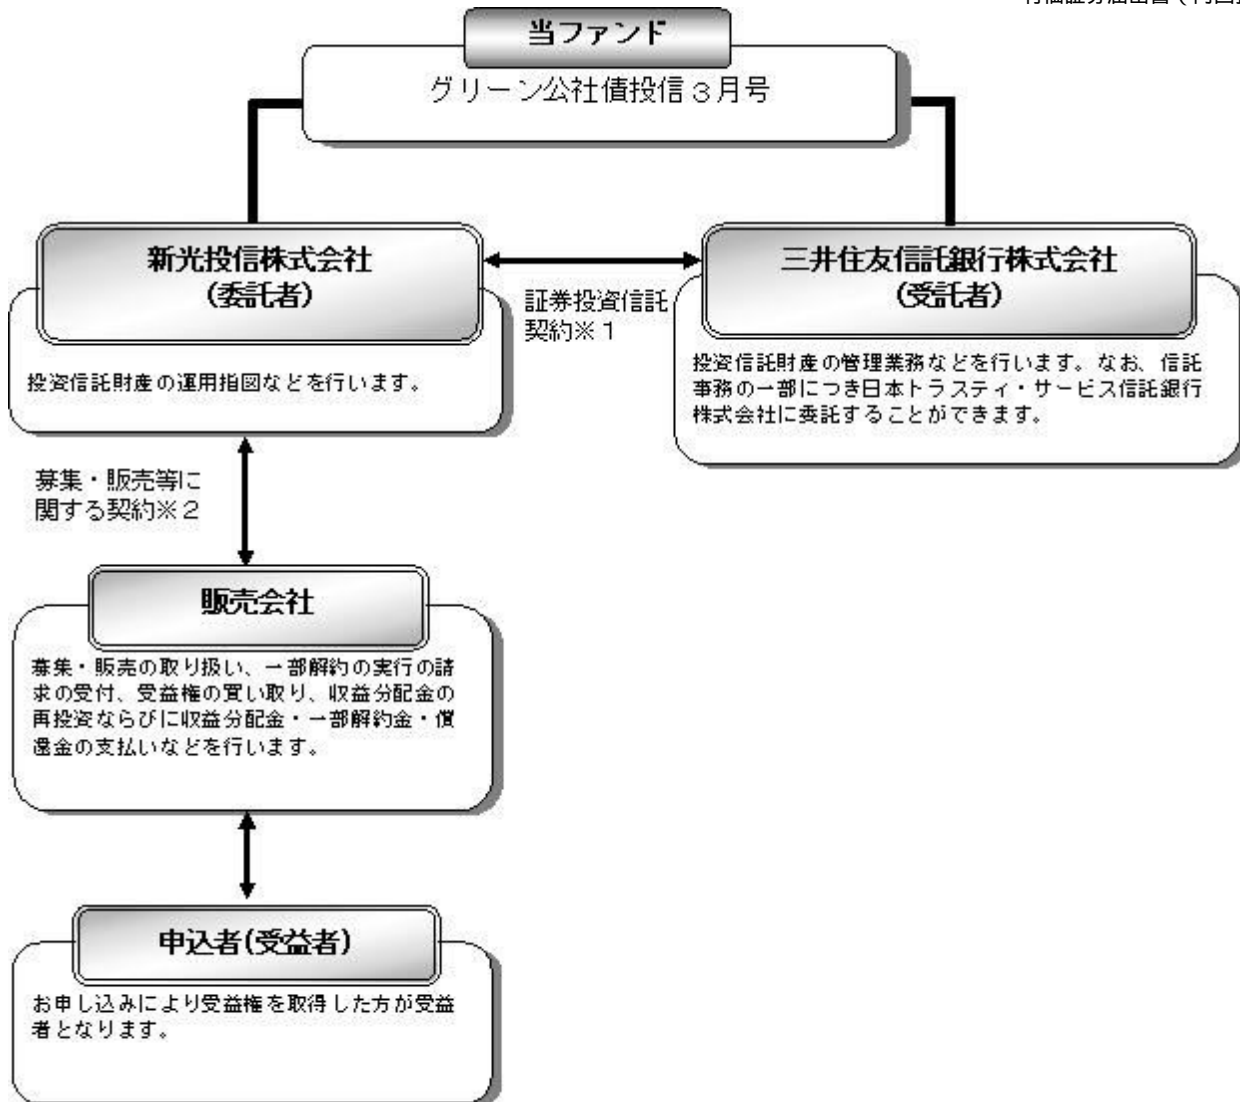 当ファンド
グリーン公社債投信３月号
新光投信株式会社
（委託者）
投資信託財産の運用指図などを行います。
証券投資信託
契約※１
三井住友信託銀行株式会社
（受託者）
投資信託財産の管理業務などを行います。なお、信託
事務の一部につき日本トラスティ・サービス信託銀行
株式会社に委託することができます。
募集・販売等に
関する契約※２
販売会社
募集・販売の取り扱い、一部解約の実行の請
求の受付、受益権の買い取り、収益分配金の
再投資ならびに収益分配金・一部解約金・償
還金の支払いなどを行います。
申込者(受益者)
お申し込みにより受益権を取得した方が受益
者となります。